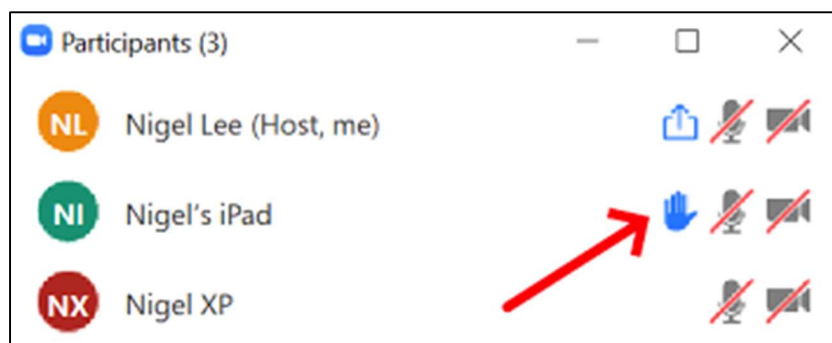 Participants (3)
NL Nigel Lee (Host, me)
NI Nigel's iPad
NX Nigel XP